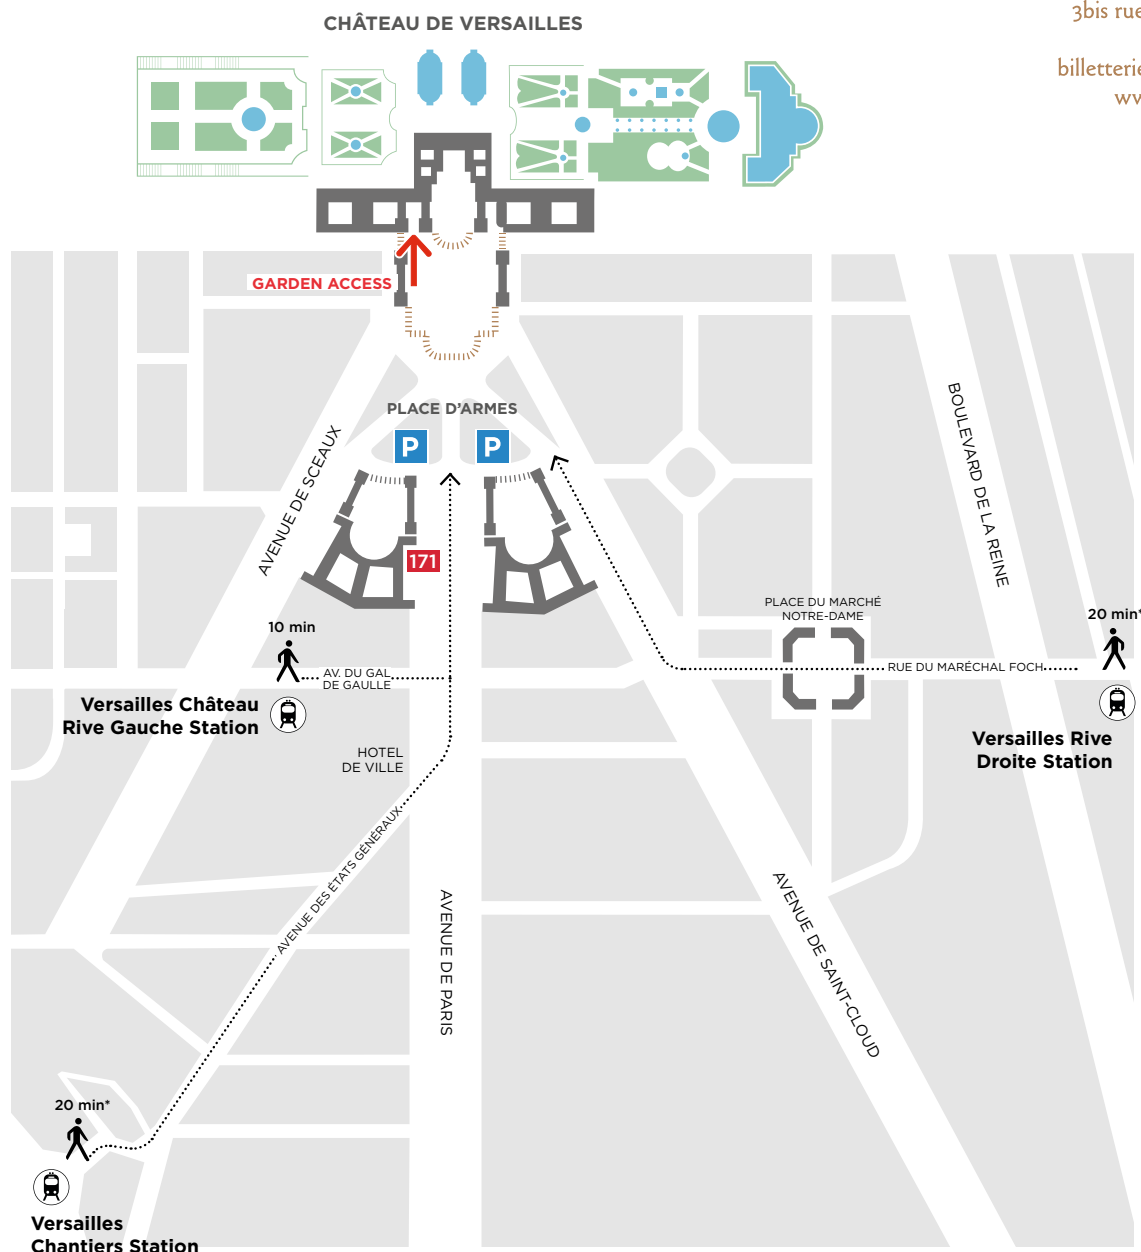 CHÂTEAU DE VERSAILLES
3bis rue
billetterie
GARDEN ACCESS
PLACE D'ARMES
P
P
AVENUE DE SCEAUX
BOULEVARD DE LA REINE
171
PLACE DU MARCHÉ
NOTRE-DAME
10 min
20 min*
AV. DU GAL
DE GAULLE
RUE DU MARÉCHAL FOCH
Versailles Château
Rive Gauche Station
Versailles Rive
Droite Station
HOTEL
DE VILLE
AVENUE DES ÉTATS GÉNÉRAUX
AVENUE DE PARIS
AVENUE DE SAINT-CLOUD
20 min*
Versailles
Chantiers Station